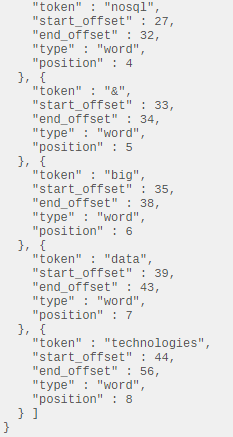 "token" : "nosql",
"start_offset" : 27,
"end_offset" : 32,
"type" : "word",
"position" : 4
}, {
"token" : "&",
"start_offset" : 33,
"end_offset" : 34,
"type" : "word",
"position" : 5
}, {
"token" : "big",
"start_offset" : 35,
"end_offset" : 38,
"type" : "word",
"position" : 6
}, {
"token" : "data",
"start_offset" : 39,
"end_offset" : 43,
"type" : "word",
"position" : 7
}, {
"token" : "technologies",
"start_offset" : 44,
"end_offset" : 56,
"type" : "word",
"position" : 8
} ]
}